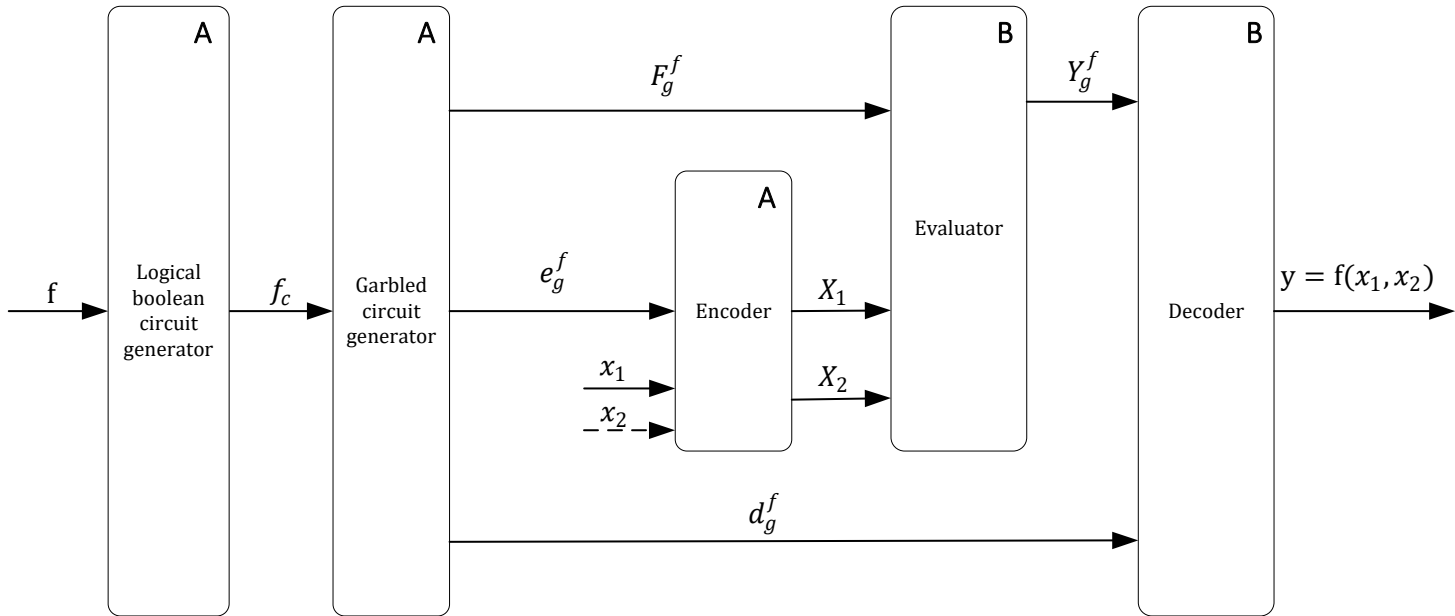 A
A
B
B
F_g^f
Y_g^f
A
Evaluator
f
Logical
boolean
circuit
generator
f_c
Garbled
circuit
generator
e_g^f
Encoder
X_1
Decoder
y = f(x_1, x_2)
x_1
X_2
x_2
d_g^f